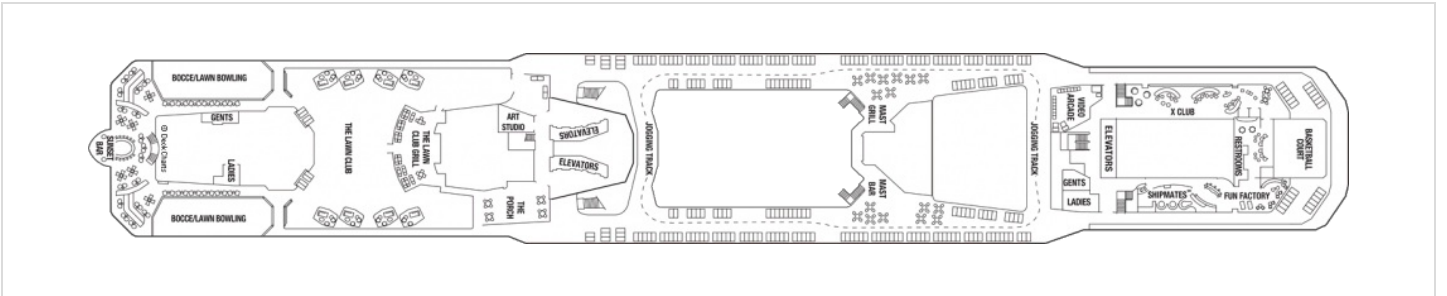 BOCCE/LAWN BOWLING
GENTS
SUNSET
BAR
© Deck Charts
LADIES
BOCCE/LAWN BOWLING
THE LAWN CLUB
THE LAWN
CLUB GRILL
ART
STUDIO
ELEVATORS
ELEVATORS
THE
PORCH
JOGGING TRACK
MAST
GRILL
MAST
BAR
JOGGING TRACK
VIDEO
ARCADE
ELEVATORS
GENTS
LADIES
X CLUB
RESTROOMS
SHIPMATES
FUN FACTORY
BASKETBALL
COURT